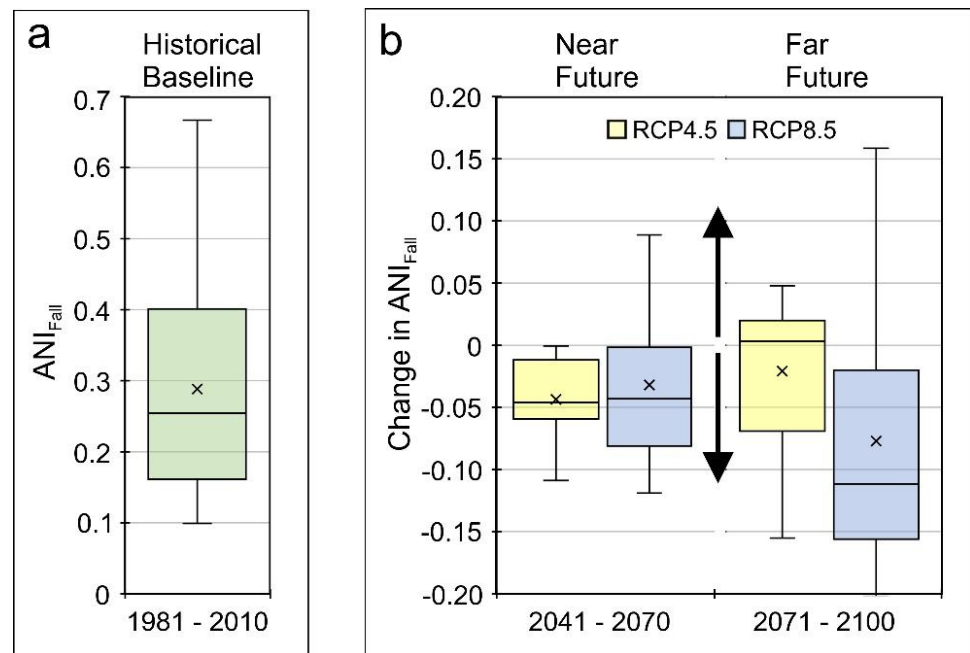 a
Historical
Baseline
0.7
0.6
0.5
0.4
0.3
0.2
0.1
0
ANI_Fall
1981 - 2010
b
Near
Future
Far
Future
RCP4.5
RCP8.5
0.20
0.15
0.10
0.05
0
-0.05
-0.10
-0.15
-0.20
Change in ANI_Fall
2041 - 2070
2071 - 2100